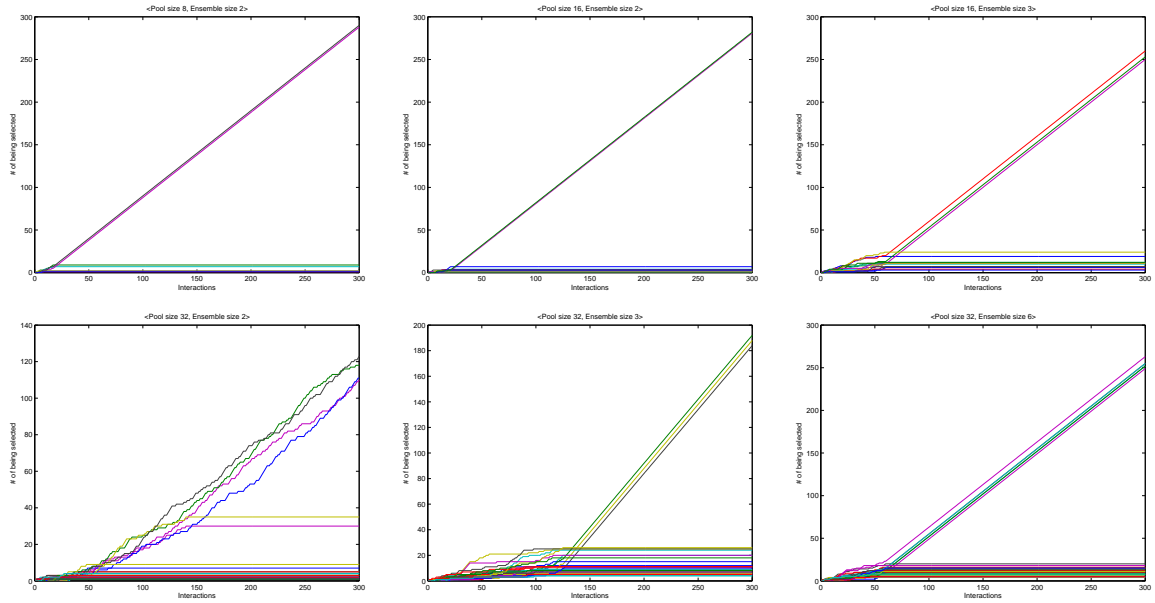 <Pool size 8, Ensemble size 2>
300
250
200
150
100
50
0
# of being selected
0 50 100 150 200 250 300
Interactions
<Pool size 16, Ensemble size 2>
300
250
200
150
100
50
0
# of being selected
0 50 100 150 200 250 300
Interactions
<Pool size 16, Ensemble size 3>
300
250
200
150
100
50
0
# of being selected
0 50 100 150 200 250 300
Interactions
<Pool size 32, Ensemble size 2>
140
120
100
80
60
40
20
0
# of being selected
0 50 100 150 200 250 300
Interactions
<Pool size 32, Ensemble size 3>
200
180
160
140
120
100
80
60
40
20
0
# of being selected
0 50 100 150 200 250 300
Interactions
<Pool size 32, Ensemble size 6>
300
250
200
150
100
50
0
# of being selected
0 50 100 150 200 250 300
Interactions